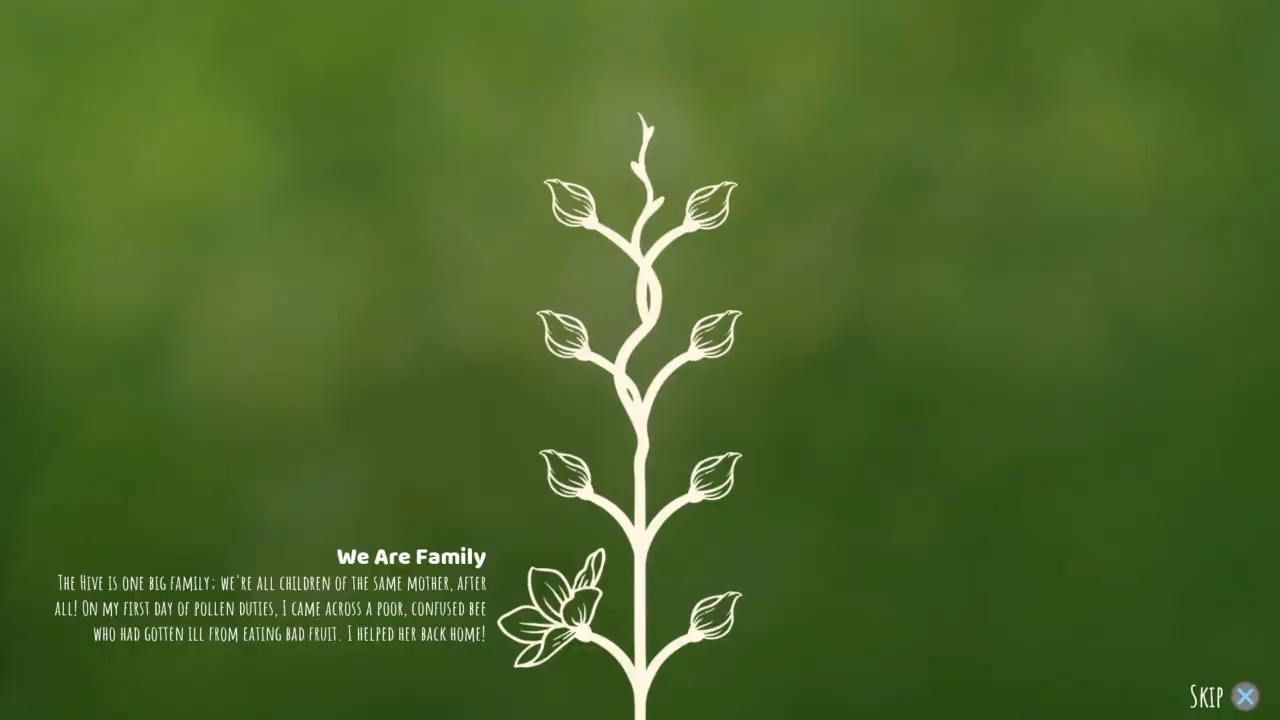 We Are Family
The Hive is one big family; we're all children of the same mother, after
all! On my first day of pollen duties, I came across a poor, confused bee
who had gotten ill from eating bad fruit. I helped her back home!
Skip